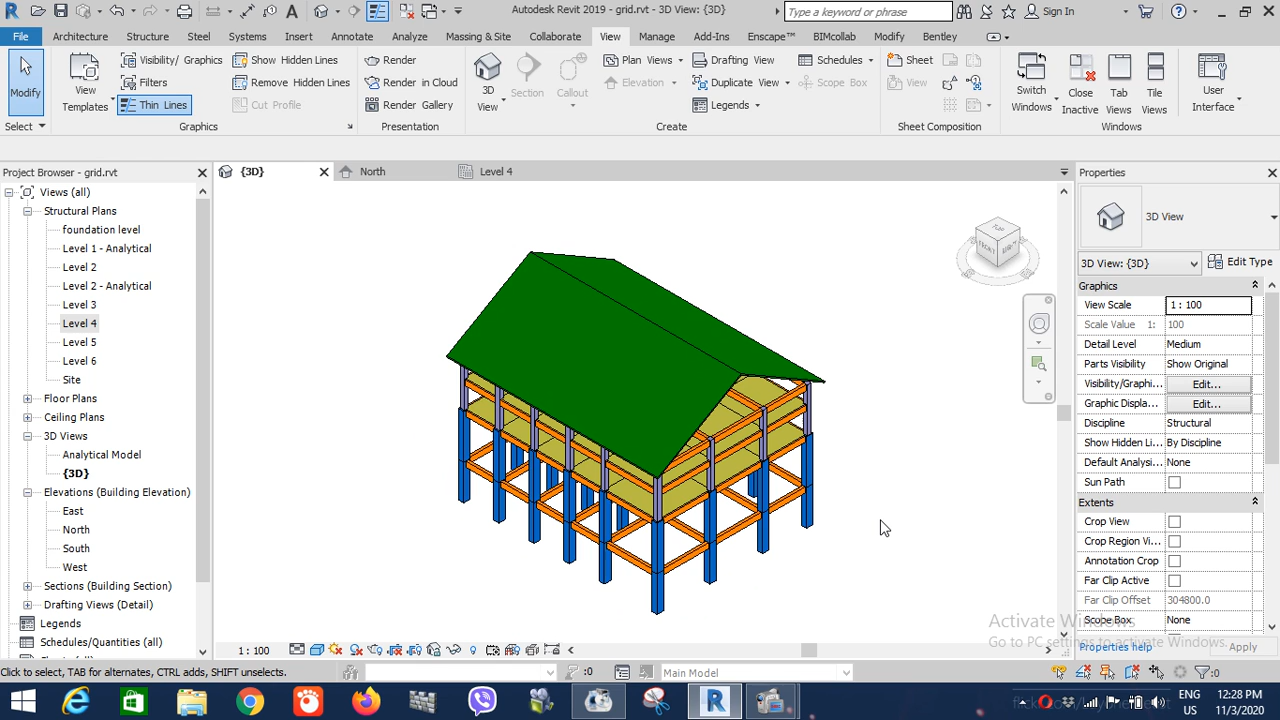 Autodesk Revit 2019 - grid.rvt - 3D View: {3D}
Type a keyword or phrase
Sign In
File Architecture Structure Steel Systems Insert Annotate Analyze Massing & Site Collaborate View Manage Add-Ins Enscape™ BIMcollab Modify Bentley
Modify
Select
View
Templates
Visibility/ Graphics
Filters
Thin Lines
Show Hidden Lines
Remove Hidden Lines
Cut Profile
Graphics
Render
Render in Cloud
Render Gallery
Presentation
3D
View
Section
Callout
Plan Views
Elevation
Drafting View
Duplicate View
Legends
Schedules
Scope Box
Create
Sheet
View
Sheet Composition
Switch
Windows
Close
Inactive
Tab
Views
Tile
Views
Windows
User
Interface
Project Browser - grid.rvt
Views (all)
Structural Plans
foundation level
Level 1 - Analytical
Level 2
Level 2 - Analytical
Level 3
Level 4
Level 5
Level 6
Site
Floor Plans
Ceiling Plans
3D Views
Analytical Model
{3D}
Elevations (Building Elevation)
East
North
South
West
Sections (Building Section)
Drafting Views (Detail)
Legends
Schedules/Quantities (all)
{3D}
North
Level 4
FRONT
Properties
3D View
3D View: {3D}
Edit Type
Graphics
View Scale 1 : 100
Scale Value 1: 100
Detail Level Medium
Parts Visibility Show Original
Visibility/Graphi... Edit...
Graphic Displa... Edit...
Discipline Structural
Show Hidden Li... By Discipline
Default Analysi... None
Sun Path
Extents
Crop View
Crop Region Vi...
Annotation Crop
Far Clip Active
Far Clip Offset 304800.0
Scope Box None
Properties help
Apply
Activate Windows
Go to PC settings to activate Windows.
1 : 100
Click to select, TAB for alternates, CTRL adds, SHIFT unselects.
:0
Main Model
:0
ENG
US
12:28 PM
11/3/2020